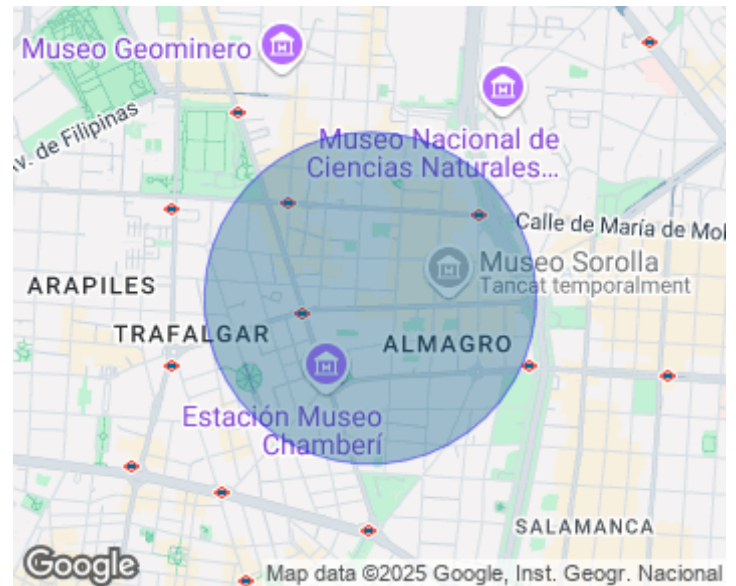 Museo Geominero
Av. de Filipinas
Museo Nacional de
Ciencias Naturales...
Calle de María de Mol
Museo Sorolla
Tancat temporalment
ARAPILES
TRAFALGAR
ALMAGRO
Estación Museo
Chamberí
SALAMANCA
Google
Map data ©2025 Google, Inst. Geogr. Nacional